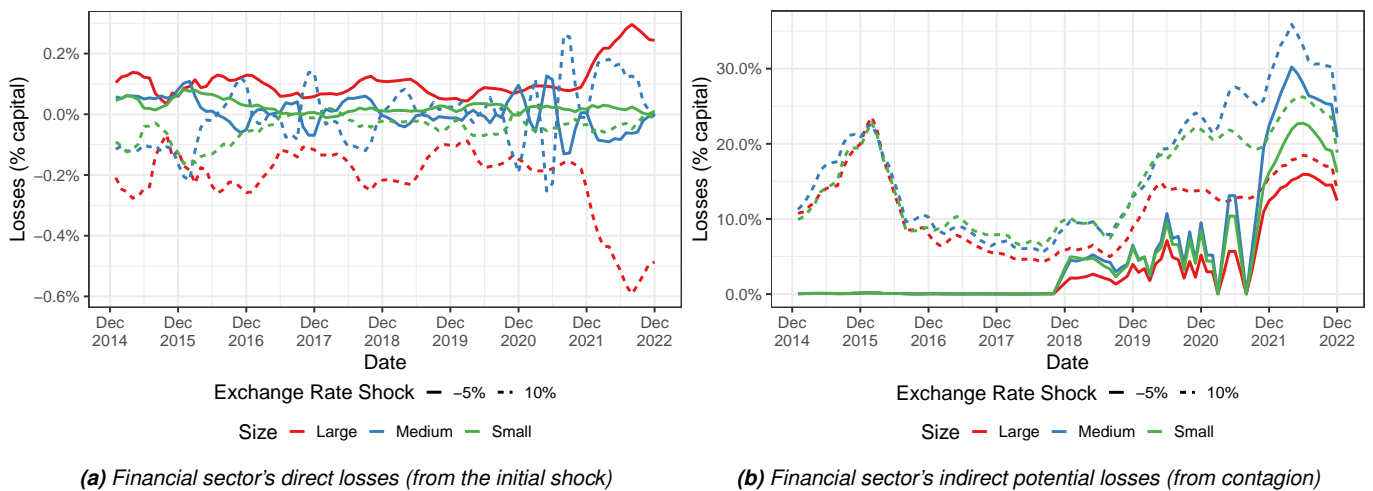 Losses (% capital)
0.2%
0.0%
−0.2%
−0.4%
−0.6%
Dec Dec Dec Dec Dec Dec Dec Dec Dec
2014 2015 2016 2017 2018 2019 2020 2021 2022
Date
Exchange Rate Shock −5% 10%
Size Large Medium Small
(a) Financial sector's direct losses (from the initial shock)
Losses (% capital)
30.0%
20.0%
10.0%
0.0%
Dec Dec Dec Dec Dec Dec Dec Dec Dec
2014 2015 2016 2017 2018 2019 2020 2021 2022
Date
Exchange Rate Shock −5% 10%
Size Large Medium Small
(b) Financial sector's indirect potential losses (from contagion)